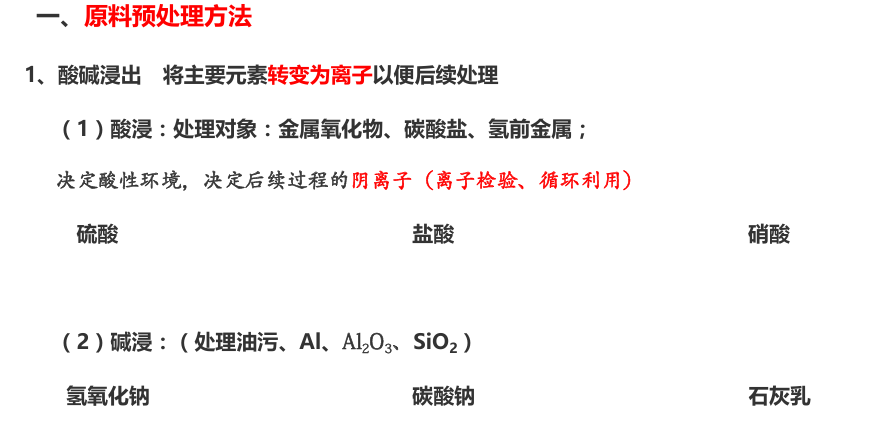 一、原料预处理方法
1、酸碱浸出 将主要元素转变为离子以便后续处理
（1）酸浸：处理对象：金属氧化物、碳酸盐、氢前金属；
决定酸性环境，决定后续过程的阴离子（离子检验、循环利用）
硫酸 盐酸 硝酸
（2）碱浸：（处理油污、Al、Al₂O₃、SiO₂）
氢氧化钠 碳酸钠 石灰乳